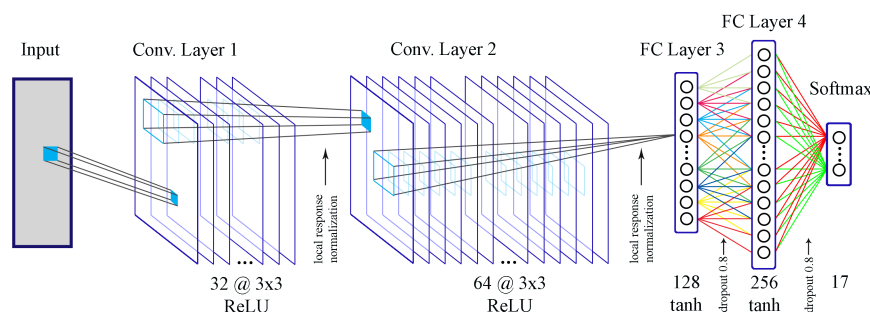 Input
Conv. Layer 1
Conv. Layer 2
FC Layer 3
FC Layer 4
Softmax
...
32 @ 3x3
ReLU
local response
normalization
...
64 @ 3x3
ReLU
local response
normalization
128
tanh
dropout 0.8
256
tanh
dropout 0.8
17